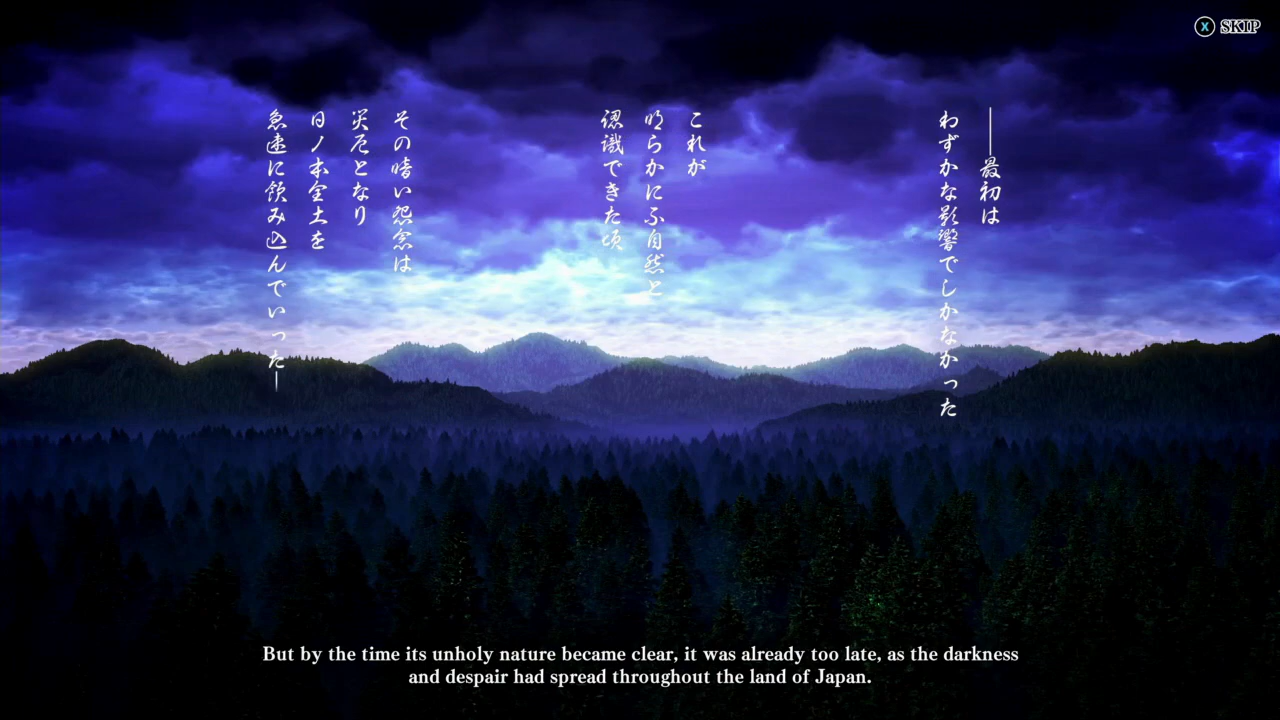 SKIP
――最初は
わずかな影響でしかなかった
これが
明らかにふ自然と
認識できた頃
その暗い怨念は
災厄となり
日ノ本全土を
急速に飲み込んでいった―
But by the time its unholy nature became clear, it was already too late, as the darkness
and despair had spread throughout the land of Japan.